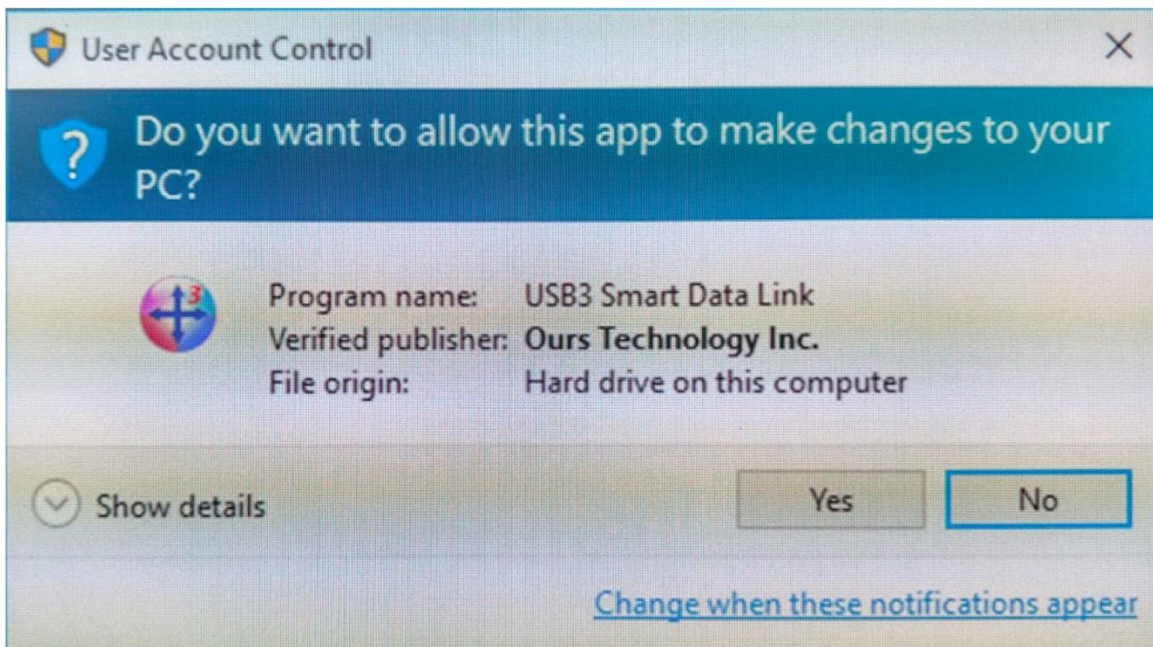 User Account Control
Do you want to allow this app to make changes to your
PC?
3
Program name: USB3 Smart Data Link
Verified publisher: Ours Technology Inc.
File origin: Hard drive on this computer
Show details
Yes No
Change when these notifications appear